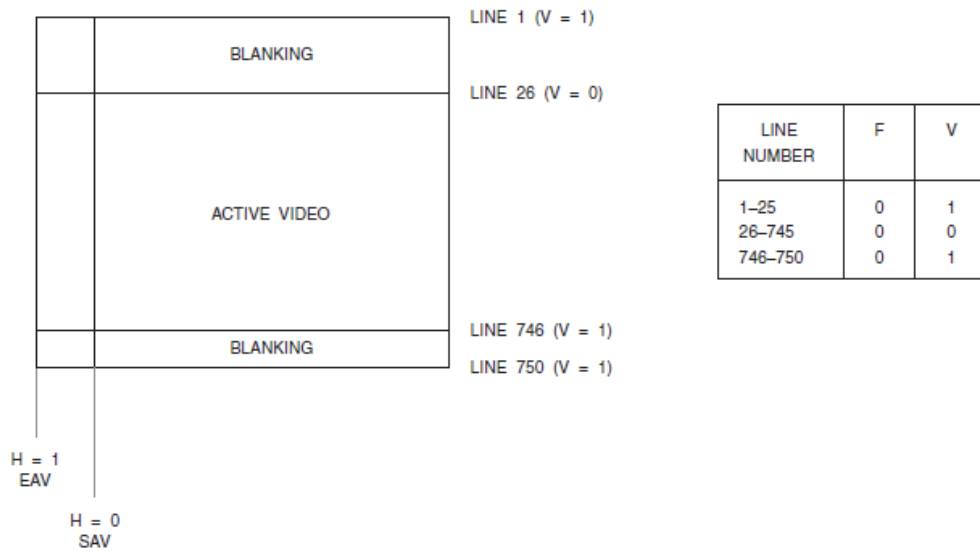 LINE 1 (V = 1)
BLANKING
LINE 26 (V = 0)
ACTIVE VIDEO
LINE 746 (V = 1)
BLANKING
LINE 750 (V = 1)
H = 1
EAV
H = 0
SAV
LINE NUMBER F V
1–25 0 1
26–745 0 0
746–750 0 1